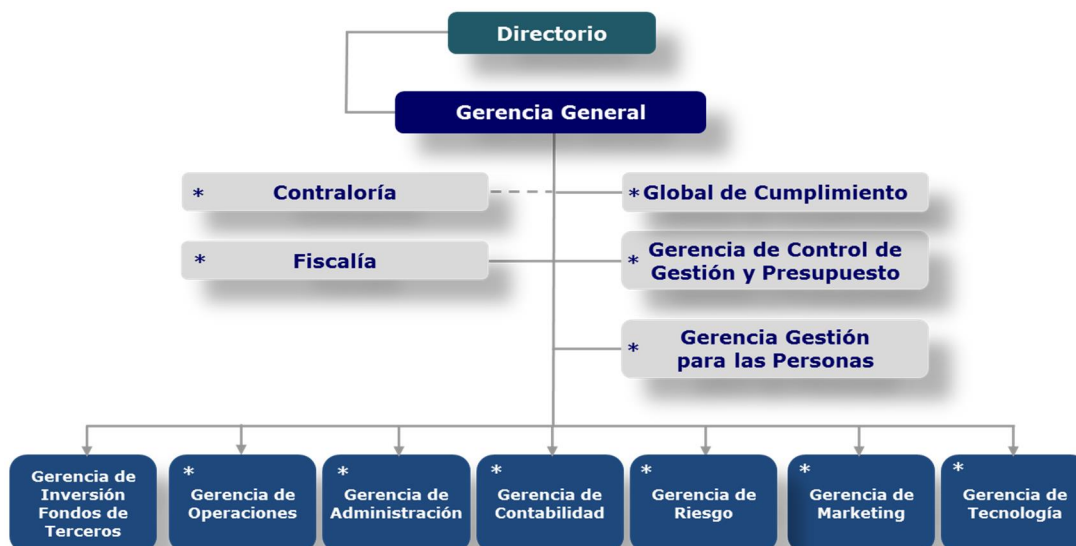 Directorio
Gerencia General
* Contraloría
* Global de Cumplimiento
* Fiscalía
* Gerencia de Control de
Gestión y Presupuesto
* Gerencia Gestión
para las Personas
Gerencia de
Inversión
Fondos de
Terceros
*
Gerencia de
Operaciones
*
Gerencia de
Administración
*
Gerencia de
Contabilidad
*
Gerencia de
Riesgo
*
Gerencia de
Marketing
*
Gerencia de
Tecnología